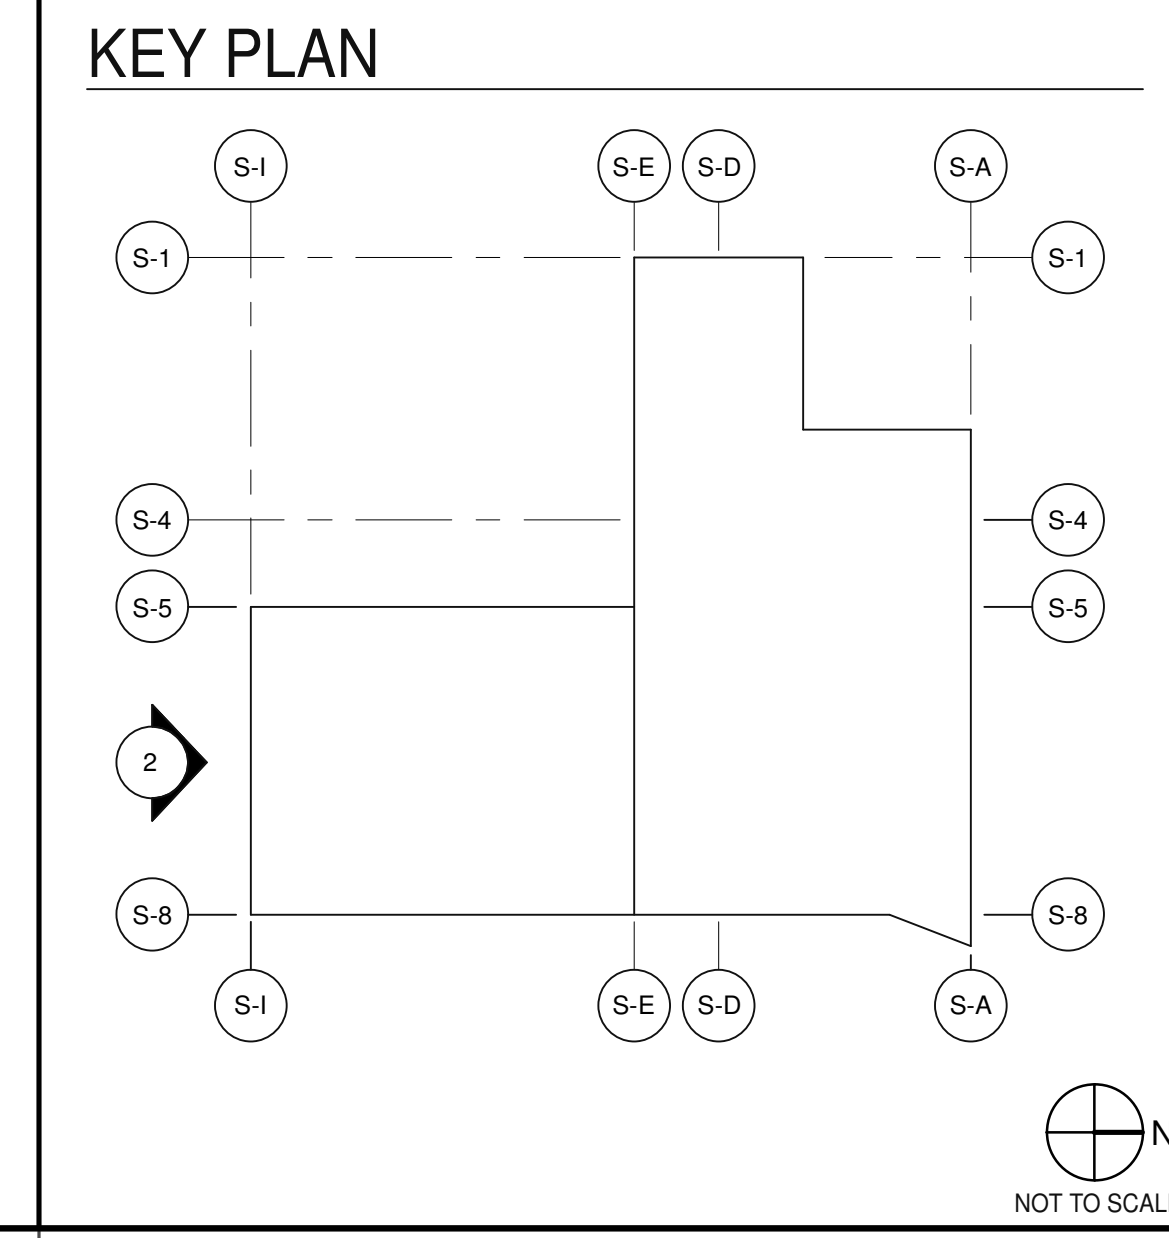 KEY PLAN
S-I S-E S-D S-A
S-1 S-1
S-4 S-4
S-5 S-5
2
S-8 S-8
S-I S-E S-D S-A
N
NOT TO SCAL